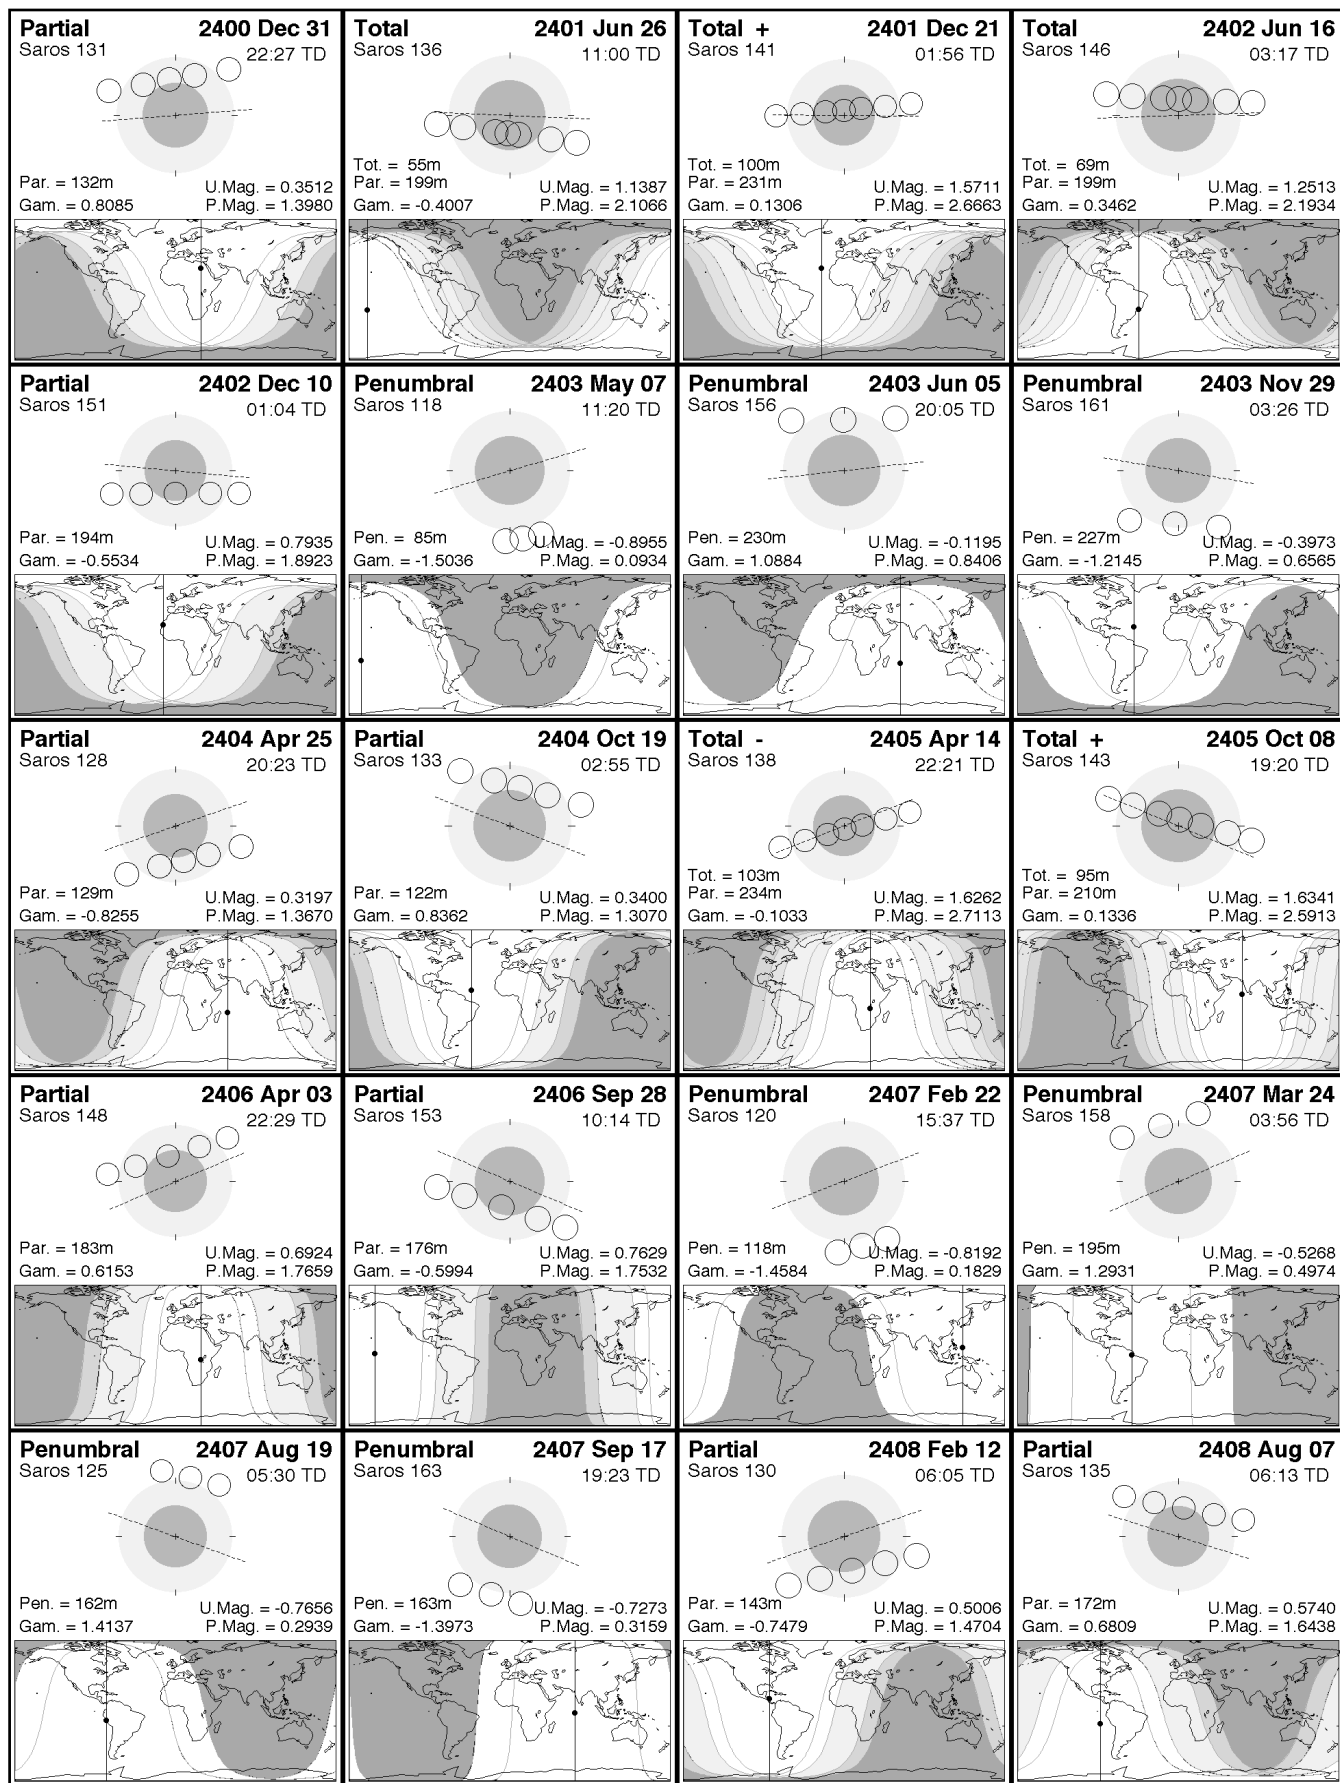 Partial 2400 Dec 31
Saros 131 22:27 TD
Par. = 132m U.Mag. = 0.3512
Gam. = 0.8085 P.Mag. = 1.3980
Total 2401 Jun 26
Saros 136 11:00 TD
Tot. = 55m
Par. = 199m U.Mag. = 1.1387
Gam. = -0.4007 P.Mag. = 2.1066
Total + 2401 Dec 21
Saros 141 01:56 TD
Tot. = 100m
Par. = 231m U.Mag. = 1.5711
Gam. = 0.1306 P.Mag. = 2.6663
Total 2402 Jun 16
Saros 146 03:17 TD
Tot. = 69m
Par. = 199m U.Mag. = 1.2513
Gam. = 0.3462 P.Mag. = 2.1934
Partial 2402 Dec 10
Saros 151 01:04 TD
Par. = 194m U.Mag. = 0.7935
Gam. = -0.5534 P.Mag. = 1.8923
Penumbral 2403 May 07
Saros 118 11:20 TD
Pen. = 85m U.Mag. = -0.8955
Gam. = -1.5036 P.Mag. = 0.0934
Penumbral 2403 Jun 05
Saros 156 20:05 TD
Pen. = 230m U.Mag. = -0.1195
Gam. = 1.0884 P.Mag. = 0.8406
Penumbral 2403 Nov 29
Saros 161 03:26 TD
Pen. = 227m U.Mag. = -0.3973
Gam. = -1.2145 P.Mag. = 0.6565
Partial 2404 Apr 25
Saros 128 20:23 TD
Par. = 129m U.Mag. = 0.3197
Gam. = -0.8255 P.Mag. = 1.3670
Partial 2404 Oct 19
Saros 133 02:55 TD
Par. = 122m U.Mag. = 0.3400
Gam. = 0.8362 P.Mag. = 1.3070
Total - 2405 Apr 14
Saros 138 22:21 TD
Tot. = 103m
Par. = 234m U.Mag. = 1.6262
Gam. = -0.1033 P.Mag. = 2.7113
Total + 2405 Oct 08
Saros 143 19:20 TD
Tot. = 95m
Par. = 210m U.Mag. = 1.6341
Gam. = 0.1336 P.Mag. = 2.5913
Partial 2406 Apr 03
Saros 148 22:29 TD
Par. = 183m U.Mag. = 0.6924
Gam. = 0.6153 P.Mag. = 1.7659
Partial 2406 Sep 28
Saros 153 10:14 TD
Par. = 176m U.Mag. = 0.7629
Gam. = -0.5994 P.Mag. = 1.7532
Penumbral 2407 Feb 22
Saros 120 15:37 TD
Pen. = 118m U.Mag. = -0.8192
Gam. = -1.4584 P.Mag. = 0.1829
Penumbral 2407 Mar 24
Saros 158 03:56 TD
Pen. = 195m U.Mag. = -0.5268
Gam. = 1.2931 P.Mag. = 0.4974
Penumbral 2407 Aug 19
Saros 125 05:30 TD
Pen. = 162m U.Mag. = -0.7656
Gam. = 1.4137 P.Mag. = 0.2939
Penumbral 2407 Sep 17
Saros 163 19:23 TD
Pen. = 163m U.Mag. = -0.7273
Gam. = -1.3973 P.Mag. = 0.3159
Partial 2408 Feb 12
Saros 130 06:05 TD
Par. = 143m U.Mag. = 0.5006
Gam. = -0.7479 P.Mag. = 1.4704
Partial 2408 Aug 07
Saros 135 06:13 TD
Par. = 172m U.Mag. = 0.5740
Gam. = 0.6809 P.Mag. = 1.6438